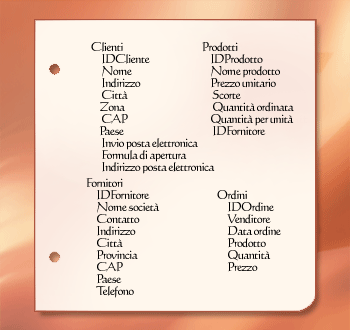 Clienti
IDCliente
Nome
Indirizzo
Città
Zona
CAP
Paese
Invio posta elettronica
Formula di apertura
Indirizzo posta elettronica
Prodotti
IDProdotto
Nome prodotto
Prezzo unitario
Scorte
Quantità ordinata
Quantità per unità
IDFornitore
Fornitori
IDFornitore
Nome società
Contatto
Indirizzo
Città
Provincia
CAP
Paese
Telefono
Ordini
IDOrdine
Venditore
Data ordine
Prodotto
Quantità
Prezzo